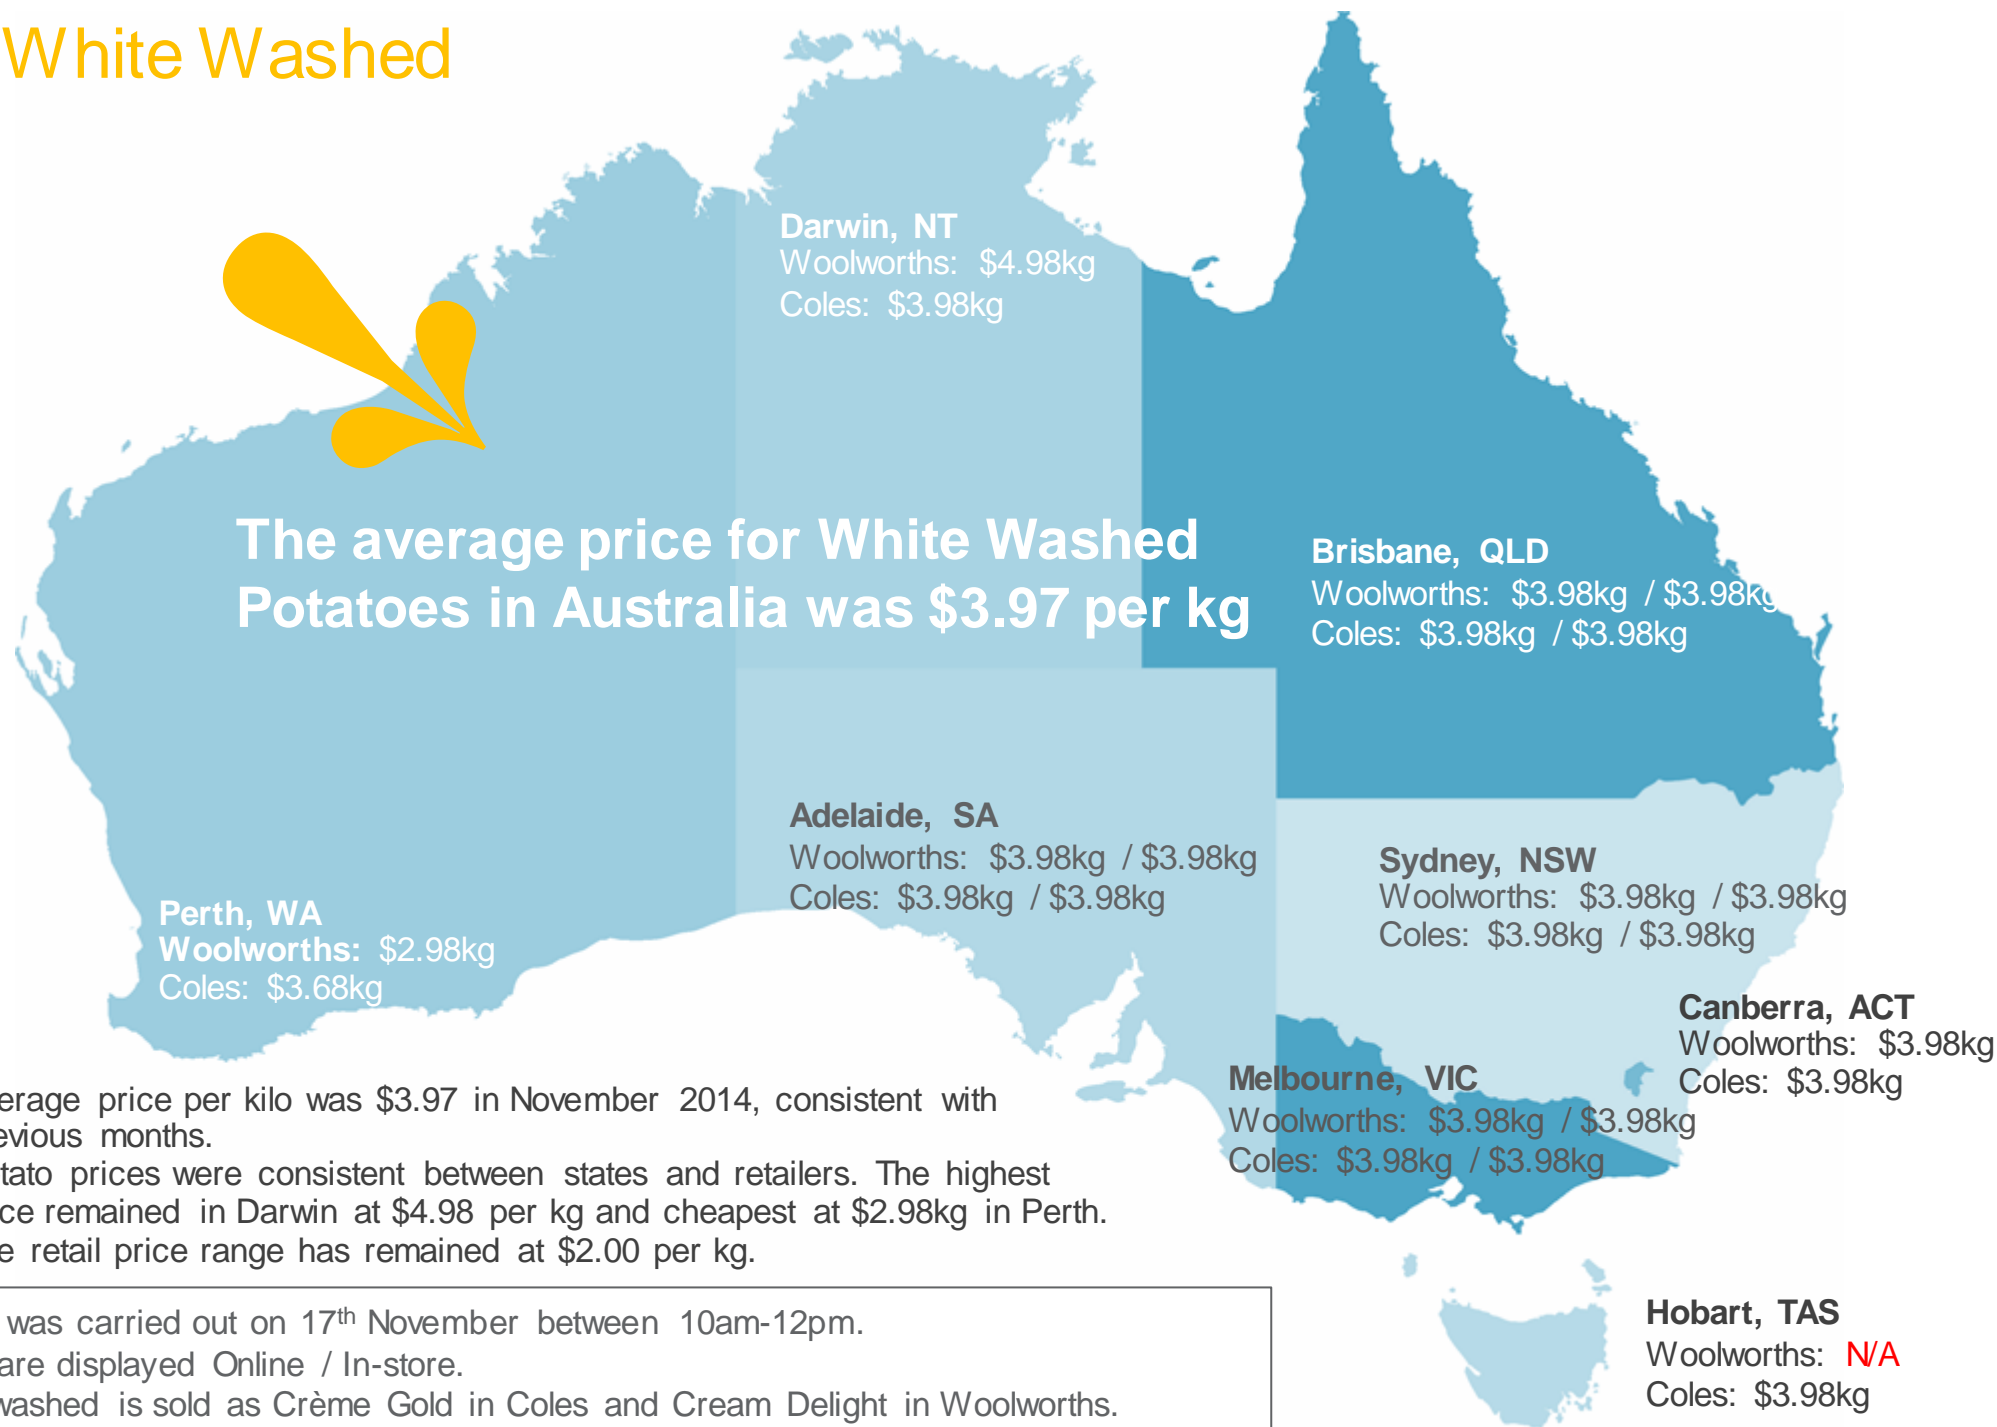 White Washed
Darwin, NT
Woolworths: $4.98kg
Coles: $3.98kg
The average price for White Washed
Potatoes in Australia was $3.97 per kg
Brisbane, QLD
Woolworths: $3.98kg / $3.98kg
Coles: $3.98kg / $3.98kg
Adelaide, SA
Woolworths: $3.98kg / $3.98kg
Coles: $3.98kg / $3.98kg
Sydney, NSW
Woolworths: $3.98kg / $3.98kg
Coles: $3.98kg / $3.98kg
Perth, WA
Woolworths: $2.98kg
Coles: $3.68kg
Canberra, ACT
Woolworths: $3.98kg
Coles: $3.98kg
Melbourne, VIC
Woolworths: $3.98kg / $3.98kg
Coles: $3.98kg / $3.98kg
price per kilo was $3.97 in November 2014, consistent with
months.
prices were consistent between states and retailers. The highest
remained in Darwin at $4.98 per kg and cheapest at $2.98kg in Perth.
retail price range has remained at $2.00 per kg.
was carried out on 17th November between 10am-12pm.
are displayed Online / In-store.
washed is sold as Crème Gold in Coles and Cream Delight in Woolworths.
Hobart, TAS
Woolworths: N/A
Coles: $3.98kg